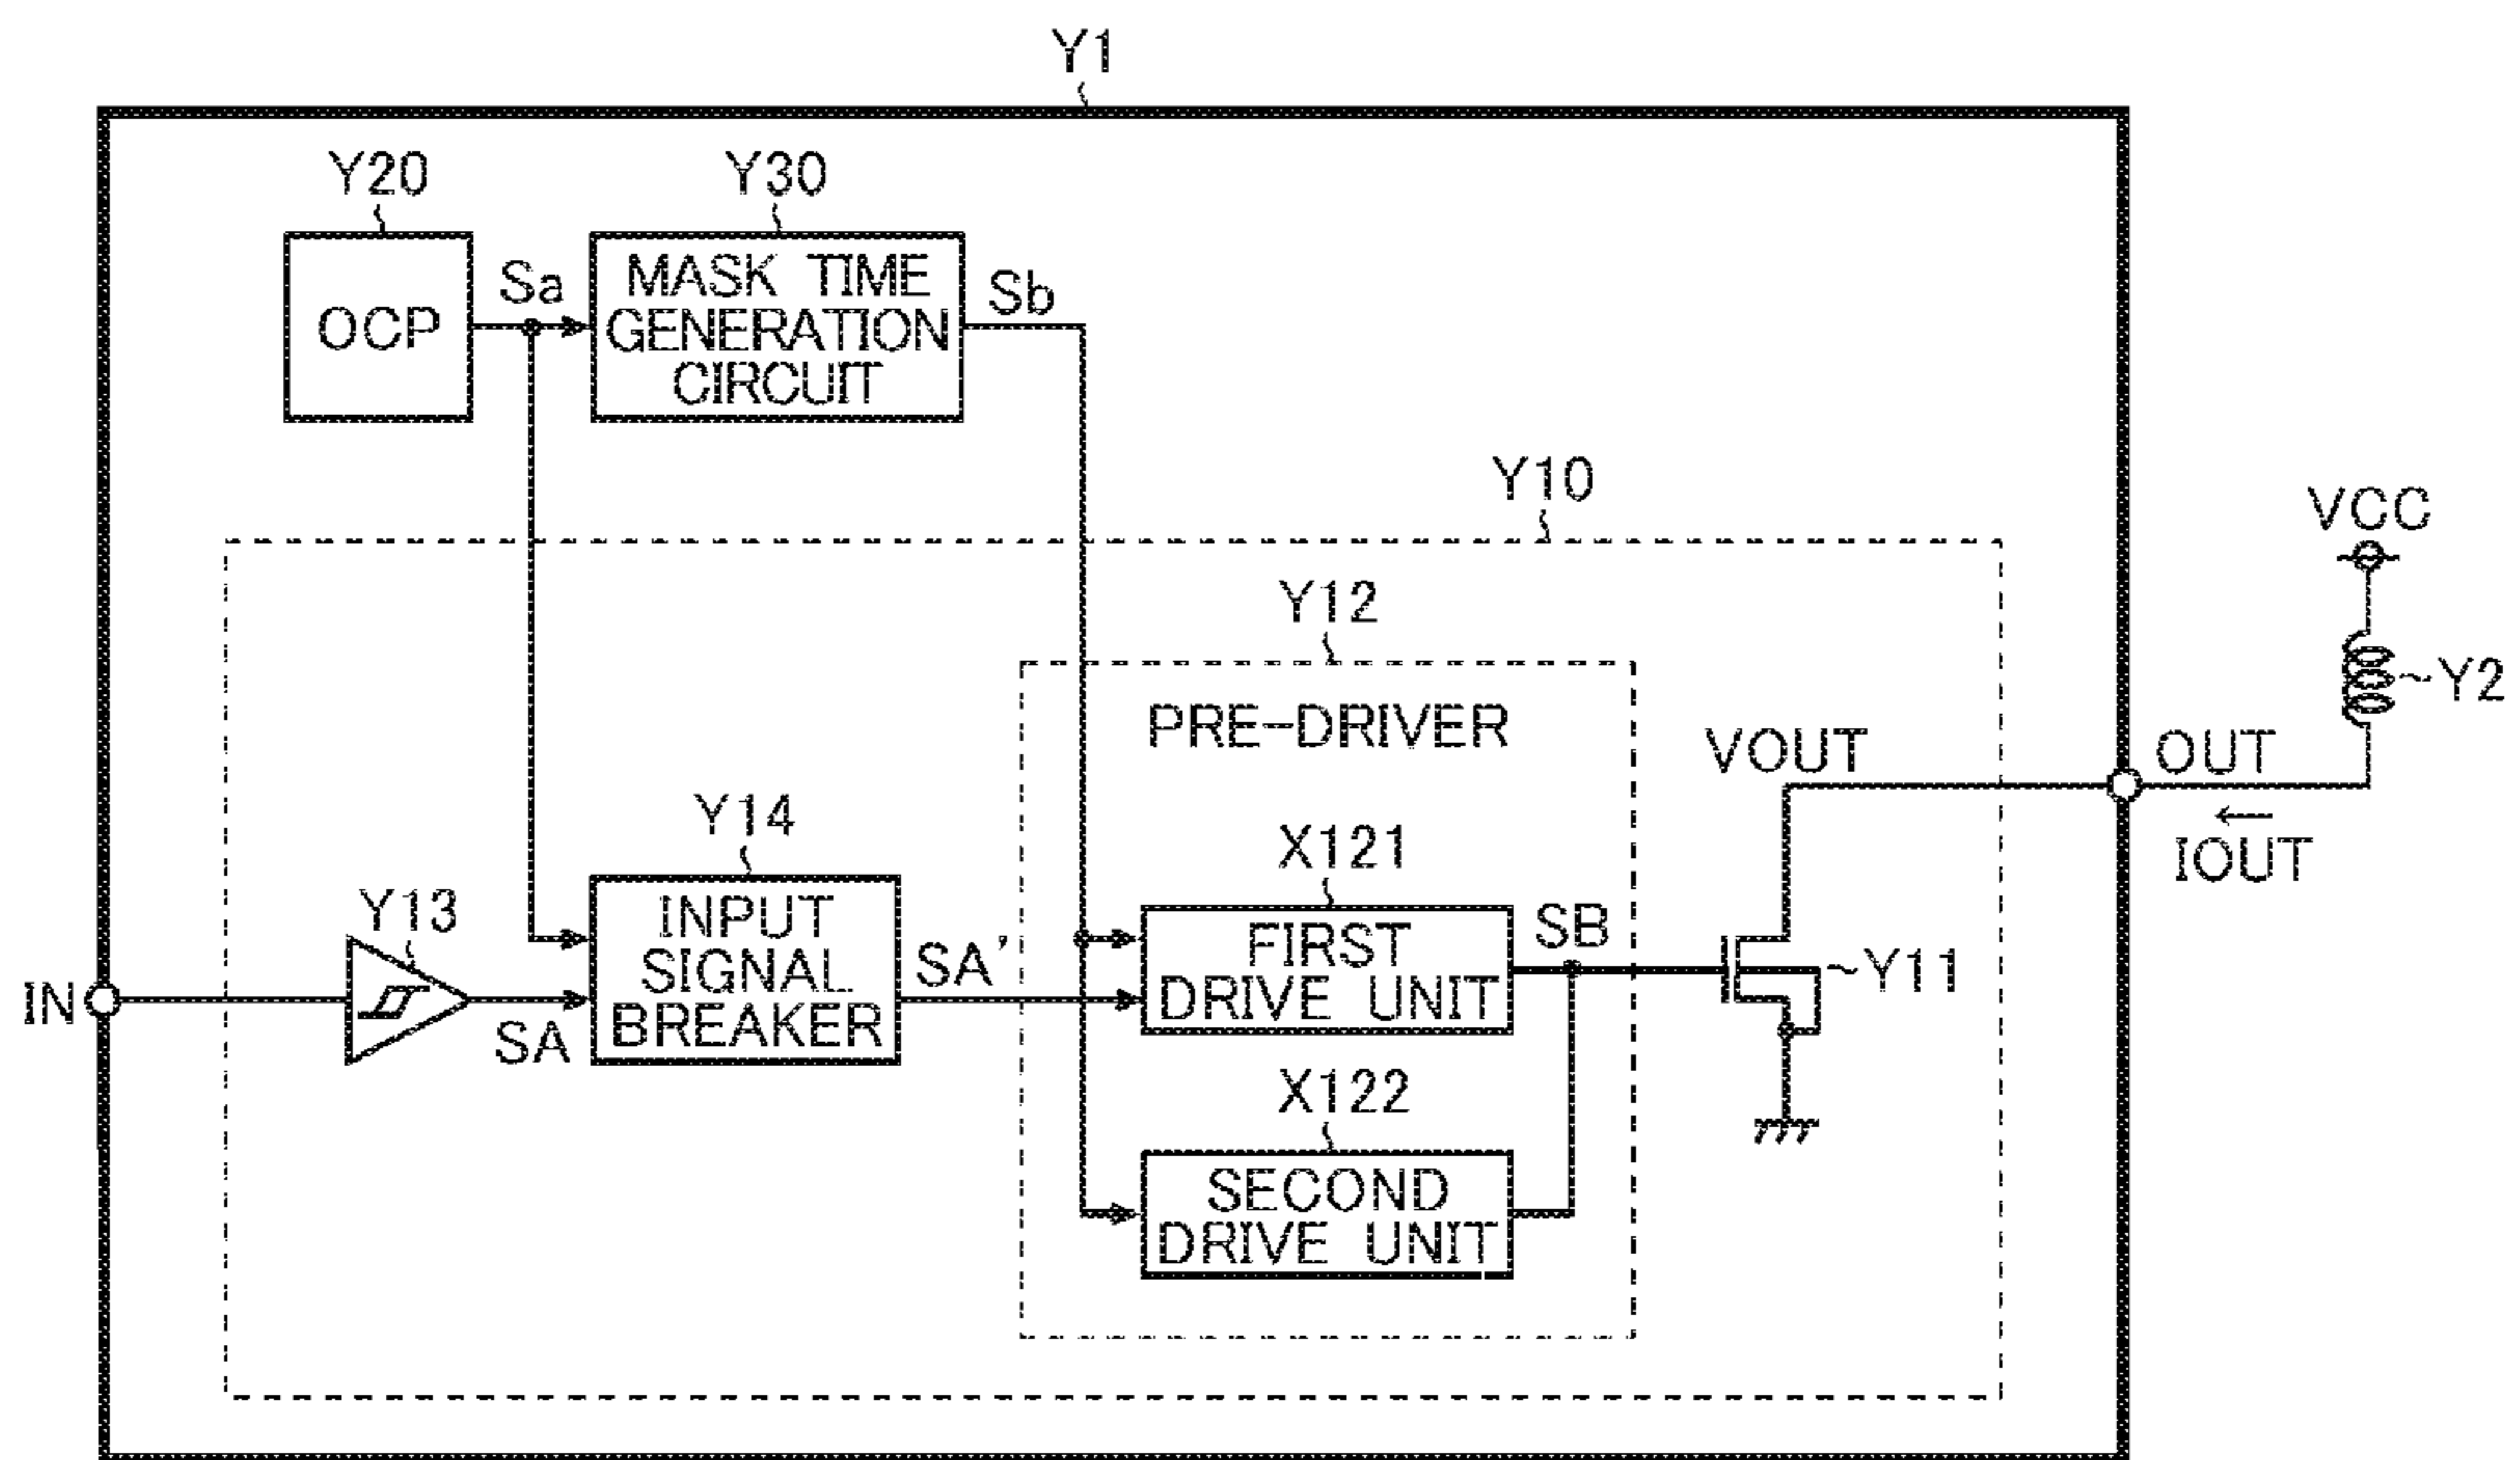 Y1
Y20
Y30
OCP
Sa
MASK TIME
GENERATION
CIRCUIT
Sb
Y10
VCC
Y12
~Y2
PRE-DRIVER
VOUT
OUT
IOUT
Y14
X121
Y13
INPUT
SIGNAL
BREAKER
SA'
FIRST
DRIVE UNIT
SB
~Y11
IN
SA
X122
SECOND
DRIVE UNIT